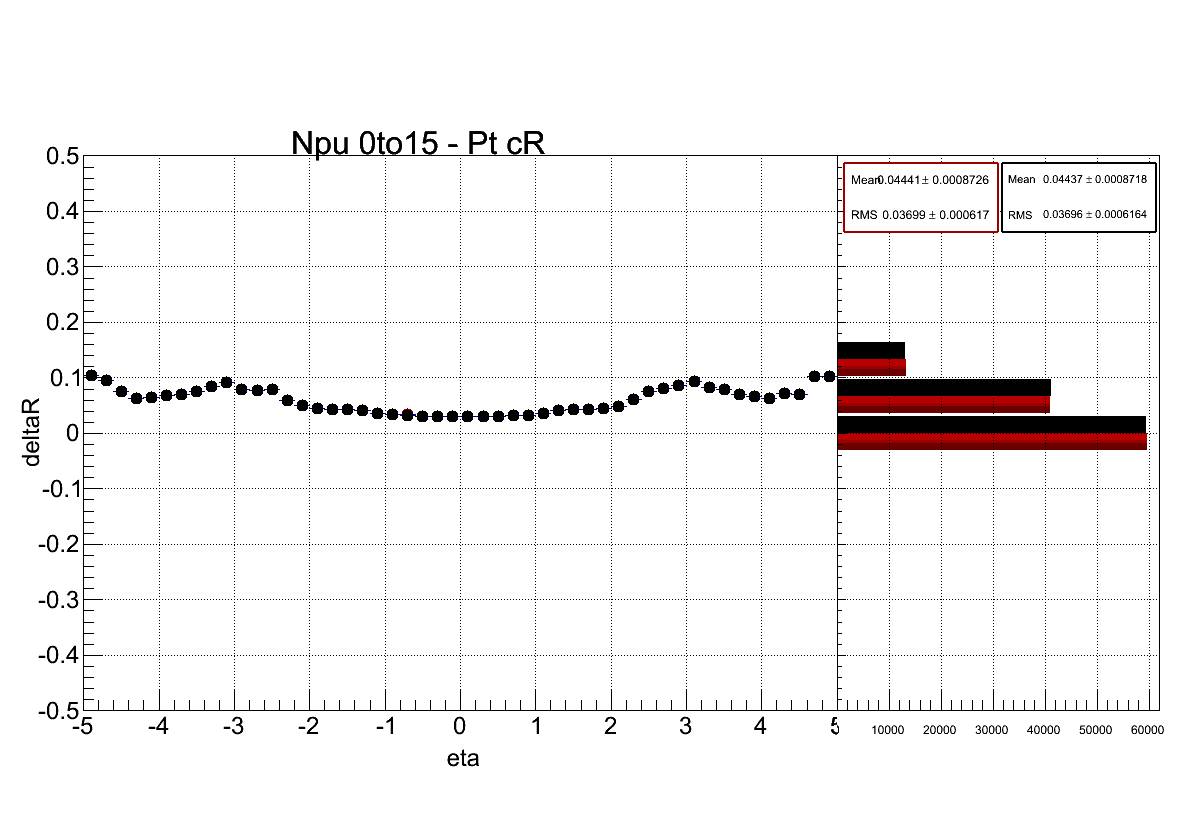 Npu 0to15 - Pt cR
0.5
0.4
0.3
0.2
0.1
0
-0.1
-0.2
-0.3
-0.4
-0.5
deltaR
-5 -4 -3 -2 -1 0 1 2 3 4 5
eta
Mean 0.04441 ± 0.0008726
RMS 0.03699 ± 0.000617
Mean 0.04437 ± 0.0008718
RMS 0.03696 ± 0.0006164
10000 20000 30000 40000 50000 60000